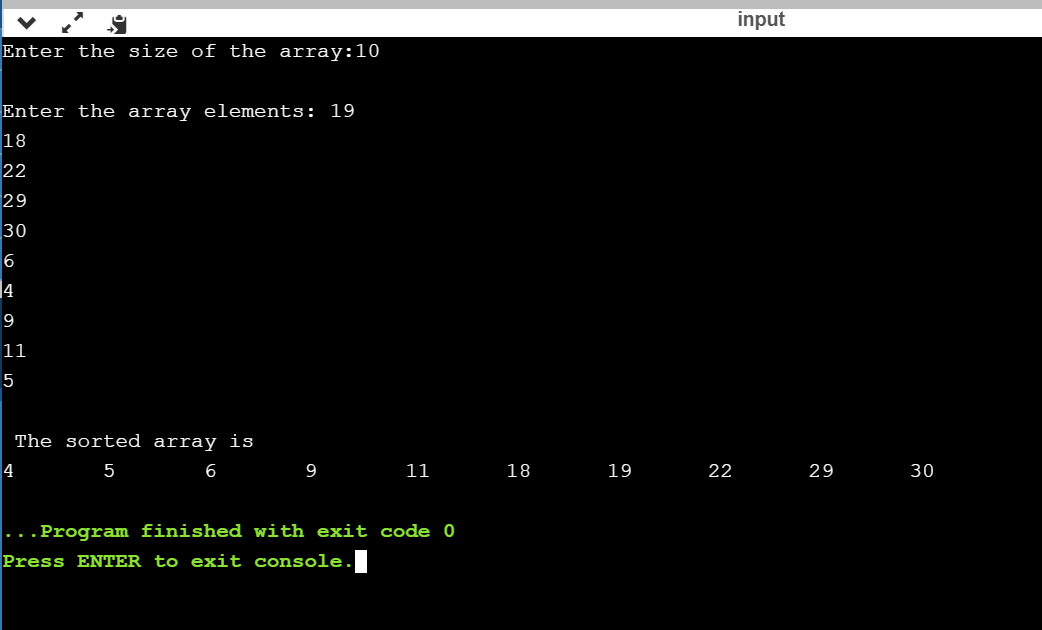 input
Enter the size of the array:10
Enter the array elements: 19
18
22
29
30
6
4
9
11
5
The sorted array is
4 5 6 9 11 18 19 22 29 30
...Program finished with exit code 0
Press ENTER to exit console.